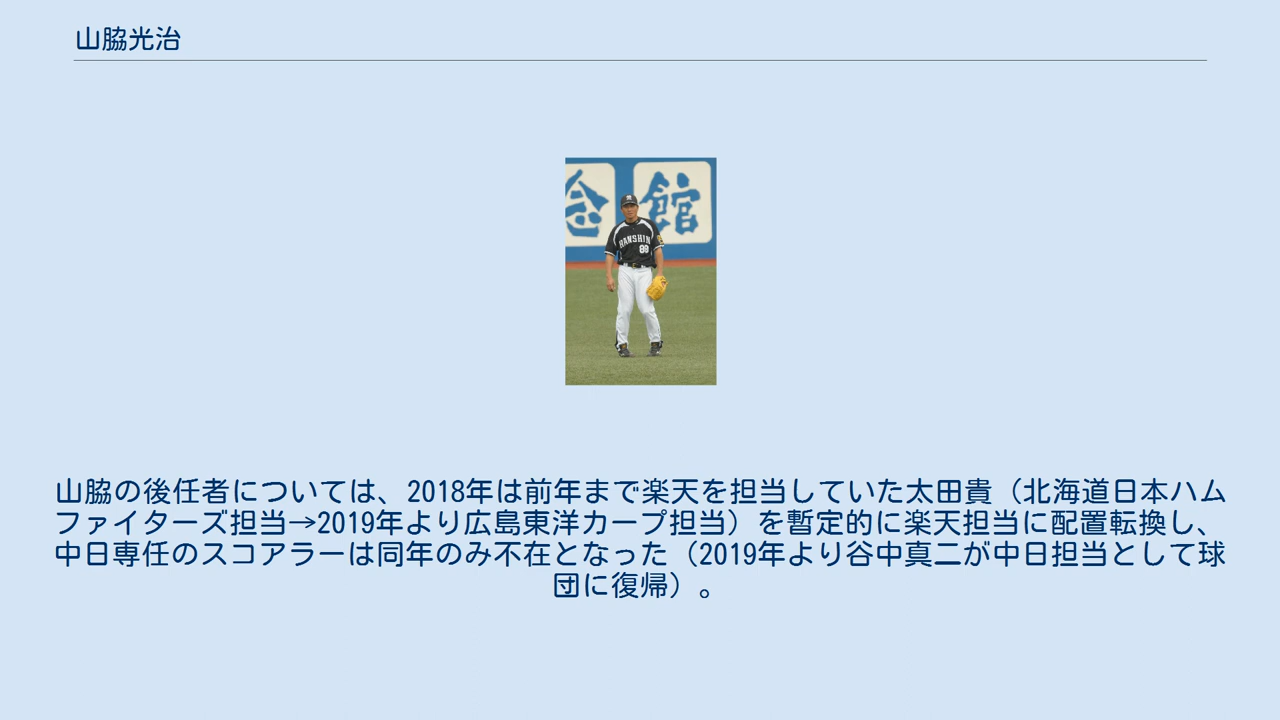 山脇光治
念館
HANSHIN
88
山脇の後任者については、2018年は前年まで楽天を担当していた太田貴（北海道日本ハム
ファイターズ担当→2019年より広島東洋カープ担当）を暫定的に楽天担当に配置転換し、
中日専任のスコアラーは同年のみ不在となった（2019年より谷中真二が中日担当として球
団に復帰）。